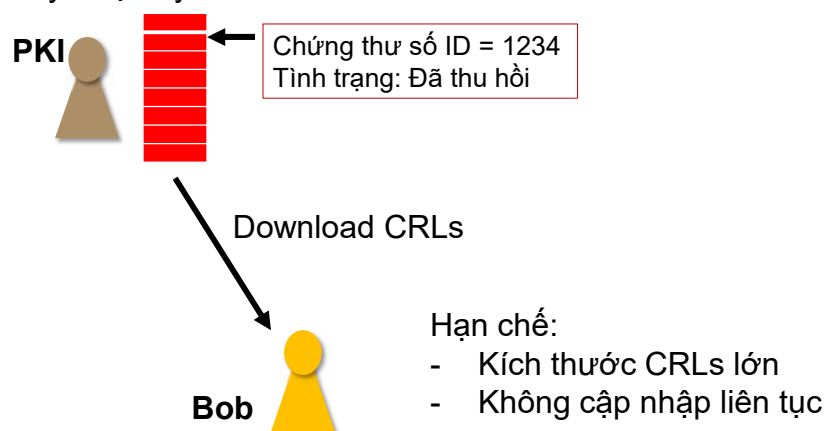 PKI
Chứng thư số ID = 1234
Tình trạng: Đã thu hồi
Download CRLs
Hạn chế:
- Kích thước CRLs lớn
- Không cập nhập liên tục
Bob